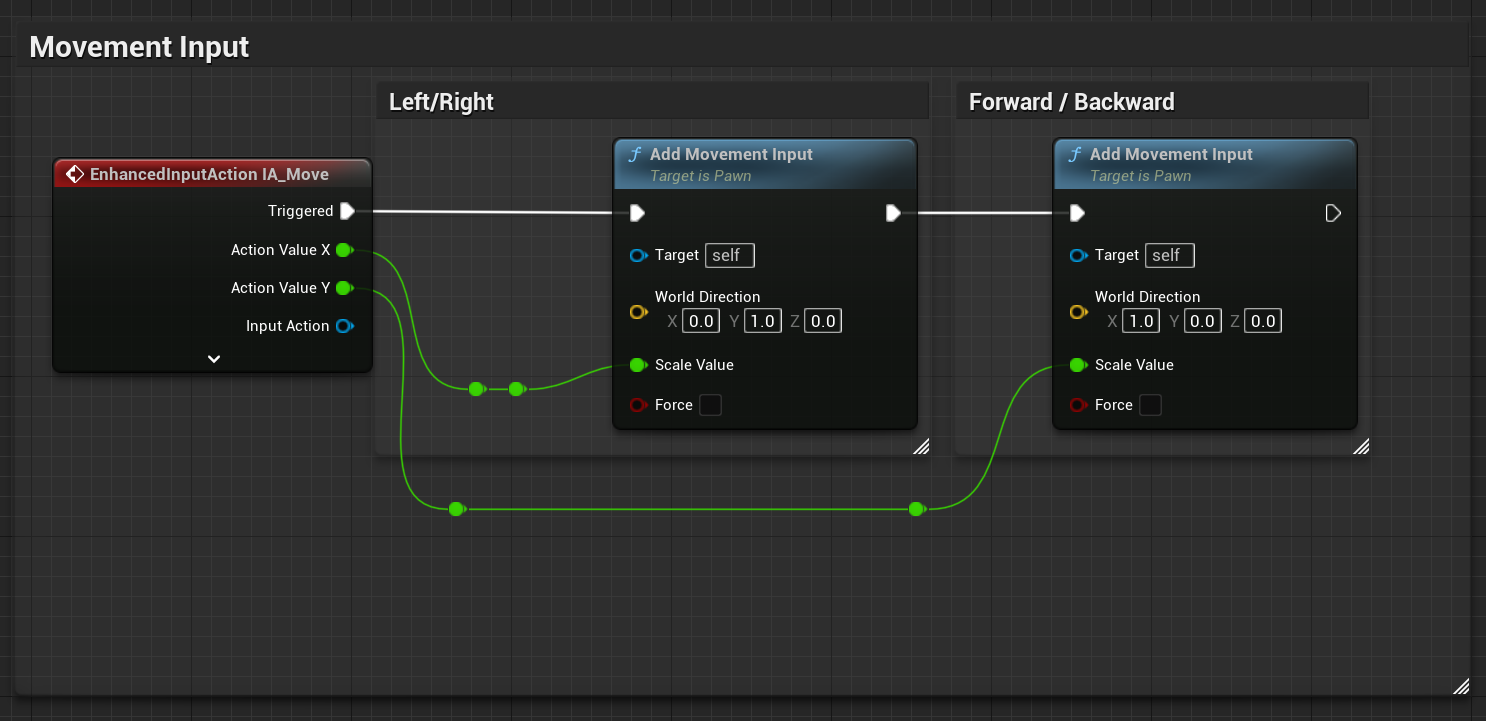 Movement Input
Left/Right
Forward / Backward
EnhancedInputAction IA_Move
Triggered
Action Value X
Action Value Y
Input Action
f Add Movement Input
Target is Pawn
Target self
World Direction
X 0.0 Y 1.0 Z 0.0
Scale Value
Force
f Add Movement Input
Target is Pawn
Target self
World Direction
X 1.0 Y 0.0 Z 0.0
Scale Value
Force